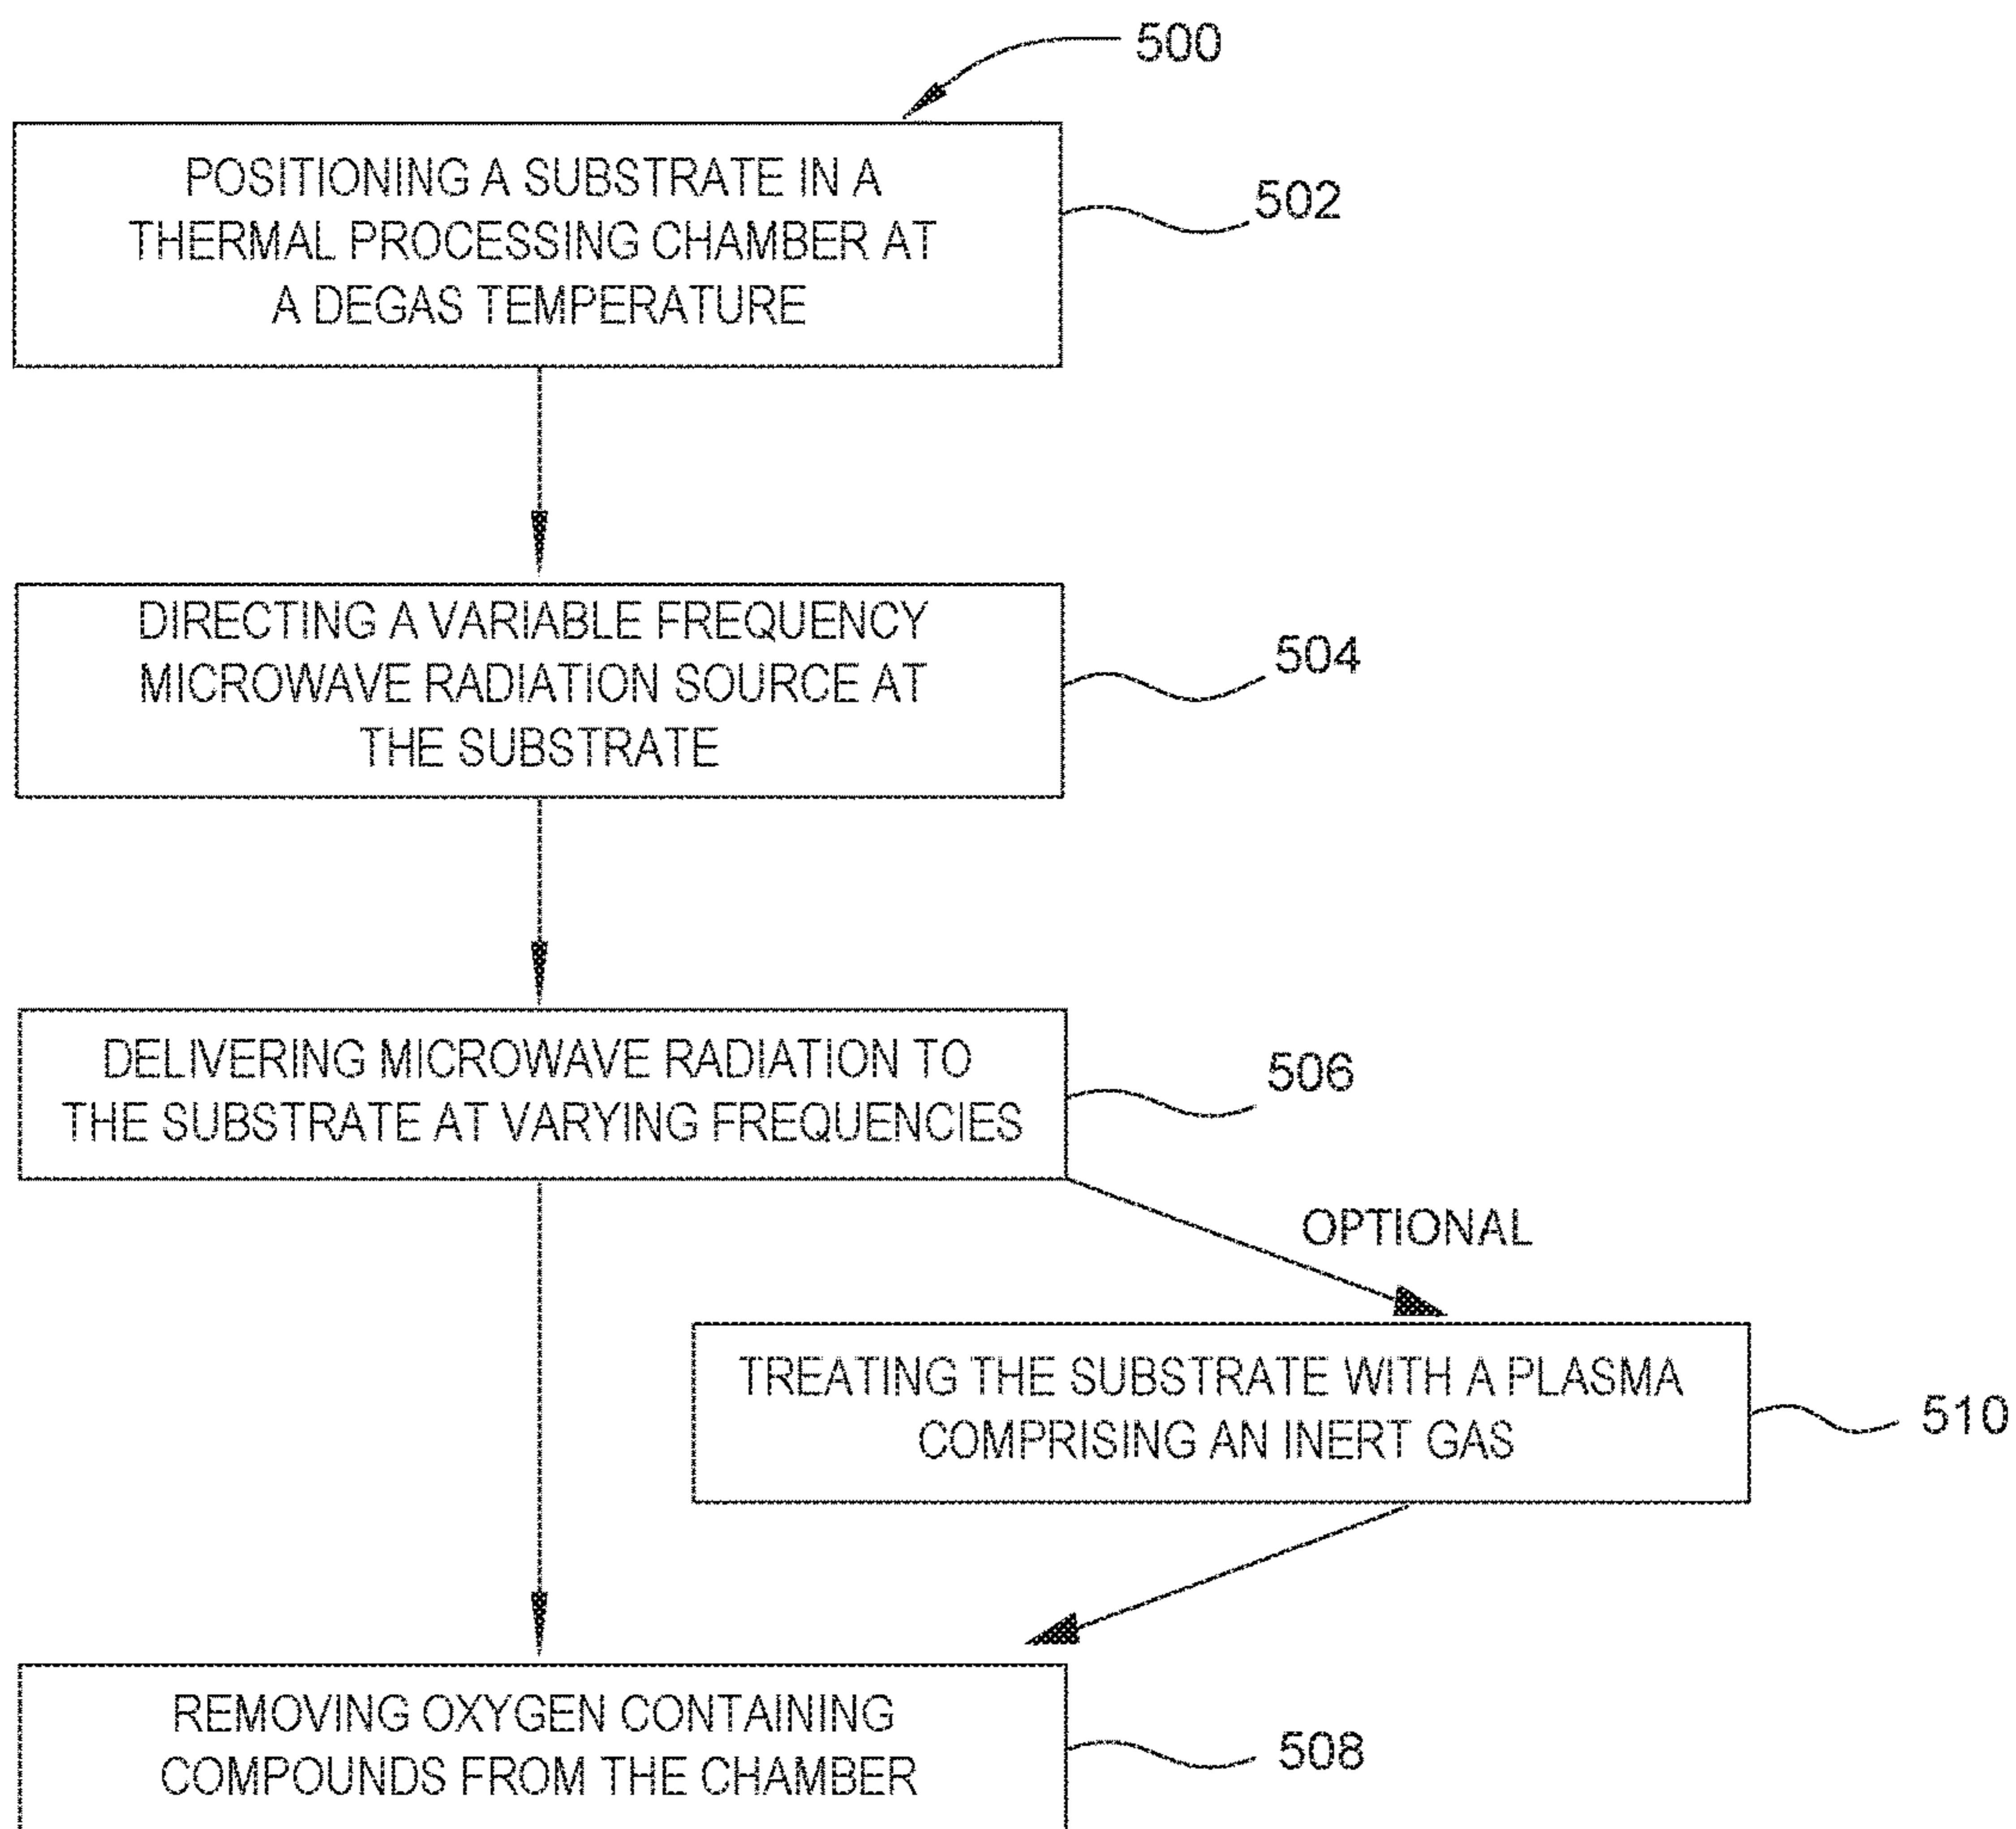 500
POSITIONING A SUBSTRATE IN A
THERMAL PROCESSING CHAMBER AT
A DEGAS TEMPERATURE
502
DIRECTING A VARIABLE FREQUENCY
MICROWAVE RADIATION SOURCE AT
THE SUBSTRATE
504
DELIVERING MICROWAVE RADIATION TO
THE SUBSTRATE AT VARYING FREQUENCIES
506
OPTIONAL
TREATING THE SUBSTRATE WITH A PLASMA
COMPRISING AN INERT GAS
510
REMOVING OXYGEN CONTAINING
COMPOUNDS FROM THE CHAMBER
508